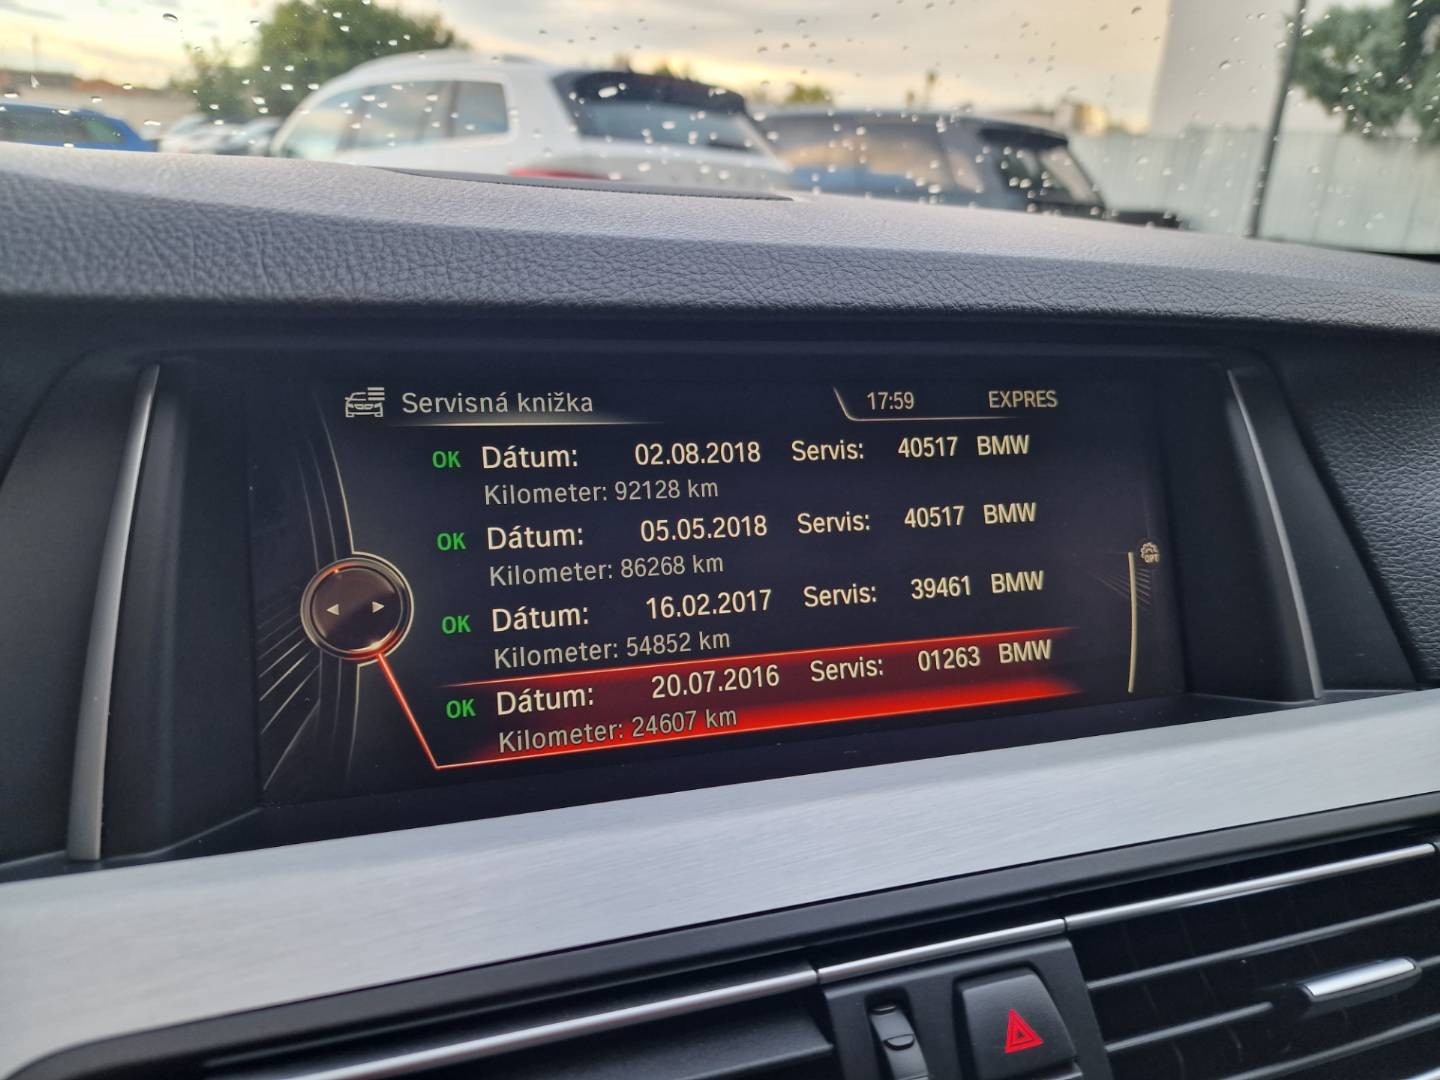 Servisná knižka 17:59 EXPRES
OK Dátum: 02.08.2018 Servis: 40517 BMW
Kilometer: 92128 km
OK Dátum: 05.05.2018 Servis: 40517 BMW
Kilometer: 86268 km
OK Dátum: 16.02.2017 Servis: 39461 BMW
Kilometer: 54852 km
OK Dátum: 20.07.2016 Servis: 01263 BMW
Kilometer: 24607 km
OPT